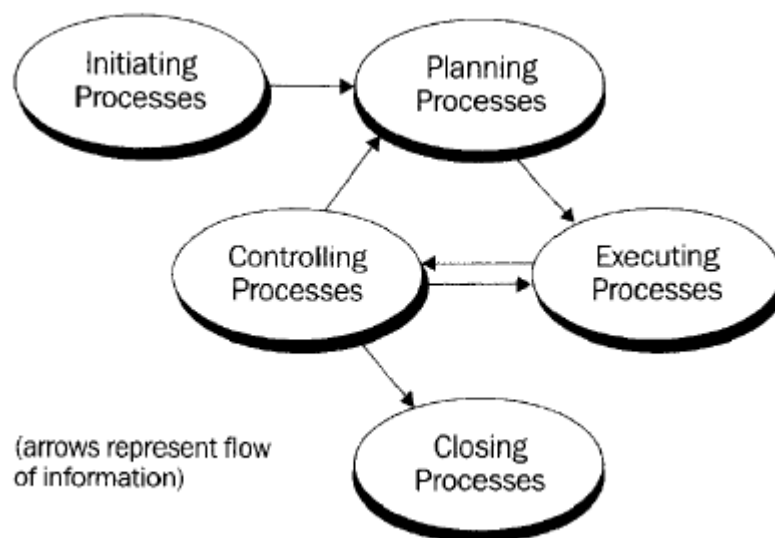 Initiating
Processes
Planning
Processes
Controlling
Processes
Executing
Processes
(arrows represent flow
of information)
Closing
Processes